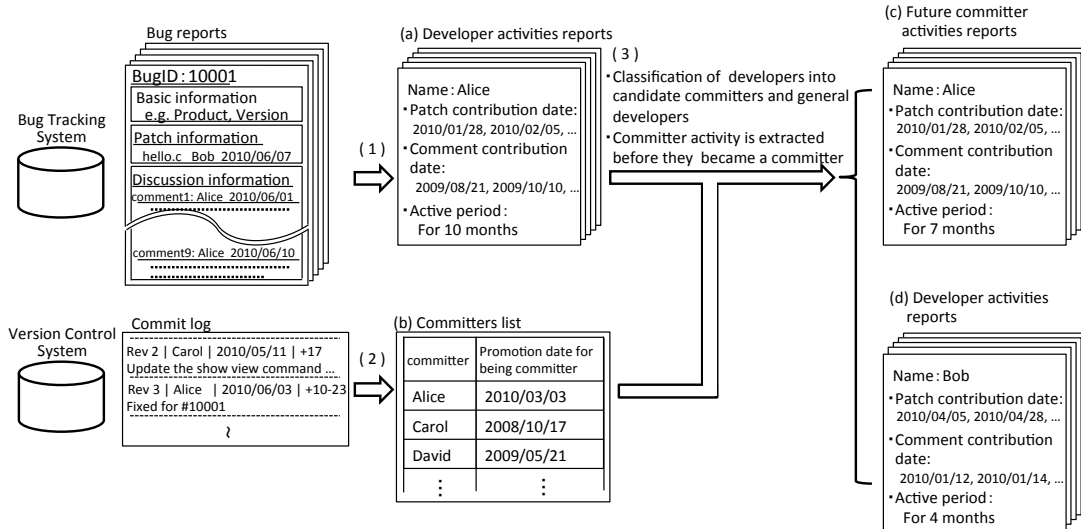 Bug reports
Bug Tracking
System
BugID : 10001
Basic information
e.g. Product, Version
Patch information
hello.c Bob 2010/06/07
Discussion information
comment1: Alice 2010/06/01
comment9: Alice 2010/06/10
( 1 )
(a) Developer activities reports
Name : Alice
・Patch contribution date:
2010/01/28, 2010/02/05, ...
・Comment contribution
date:
2009/08/21, 2009/10/10, ...
・Active period :
For 10 months
( 3 )
・Classification of developers into
candidate committers and general
developers
・Committer activity is extracted
before they became a committer
(c) Future committer
activities reports
Name : Alice
・Patch contribution date:
2010/01/28, 2010/02/05, ...
・Comment contribution
date:
2009/08/21, 2009/10/10, ...
・Active period :
For 7 months
Version Control
System
Commit log
Rev 2 | Carol | 2010/05/11 | +17
Update the show view command ...
Rev 3 | Alice | 2010/06/03 | +10-23
Fixed for #10001
~
( 2 )
(b) Committers list
committer Promotion date for
being committer
Alice 2010/03/03
Carol 2008/10/17
David 2009/05/21
⋮ ⋮
(d) Developer activities
reports
Name : Bob
・Patch contribution date:
2010/04/05, 2010/04/28, ...
・Comment contribution
date:
2010/01/12, 2010/01/14, ...
・Active period :
For 4 months